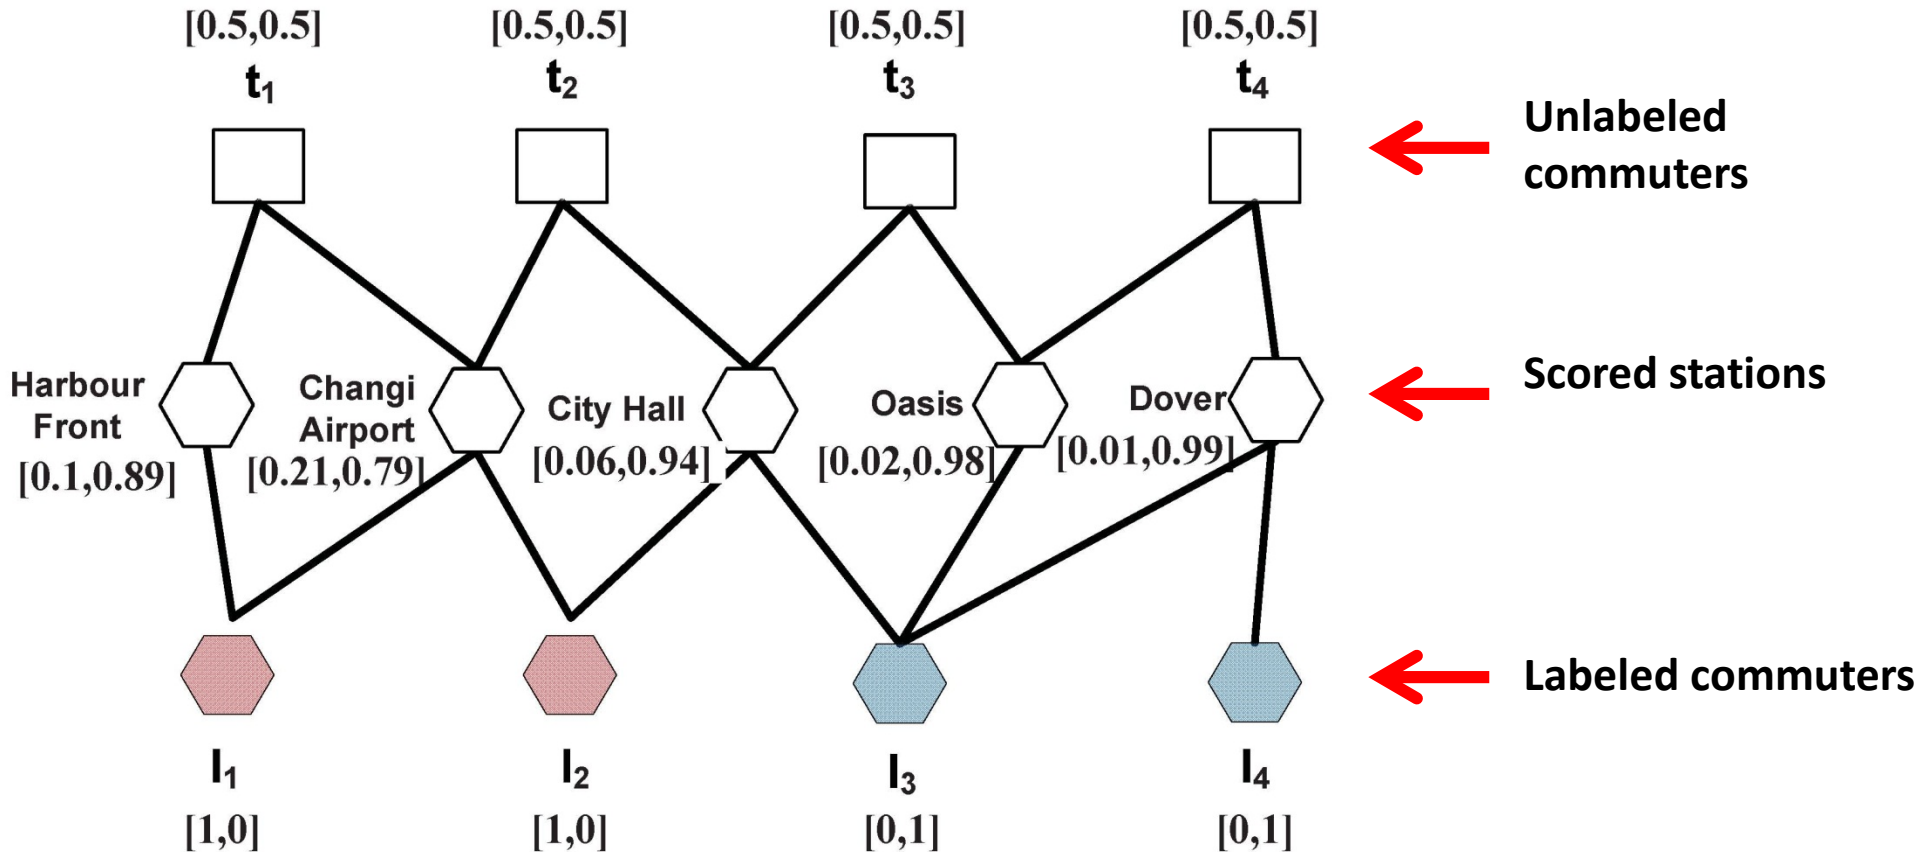 [0.5,0.5] [0.5,0.5] [0.5,0.5] [0.5,0.5]
t1 t2 t3 t4
Unlabeled
commuters
Harbour
Front
[0.1,0.89]
Changi
Airport
[0.21,0.79]
City Hall
[0.06,0.94]
Oasis
[0.02,0.98]
Dover
[0.01,0.99]
Scored stations
Labeled commuters
l1 l2 l3 l4
[1,0] [1,0] [0,1] [0,1]